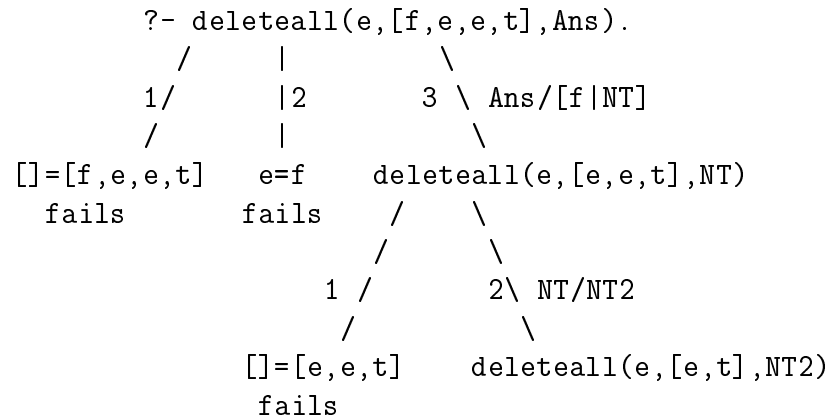 ?- deleteall(e,[f,e,e,t],Ans).
/ | \
1/ |2 3 \ Ans/[f|NT]
/ | \
[]=[f,e,e,t] e=f deleteall(e,[e,e,t],NT)
fails fails / \
/ \
1 / 2\ NT/NT2
/ \
[]=[e,e,t] deleteall(e,[e,t],NT2)
fails